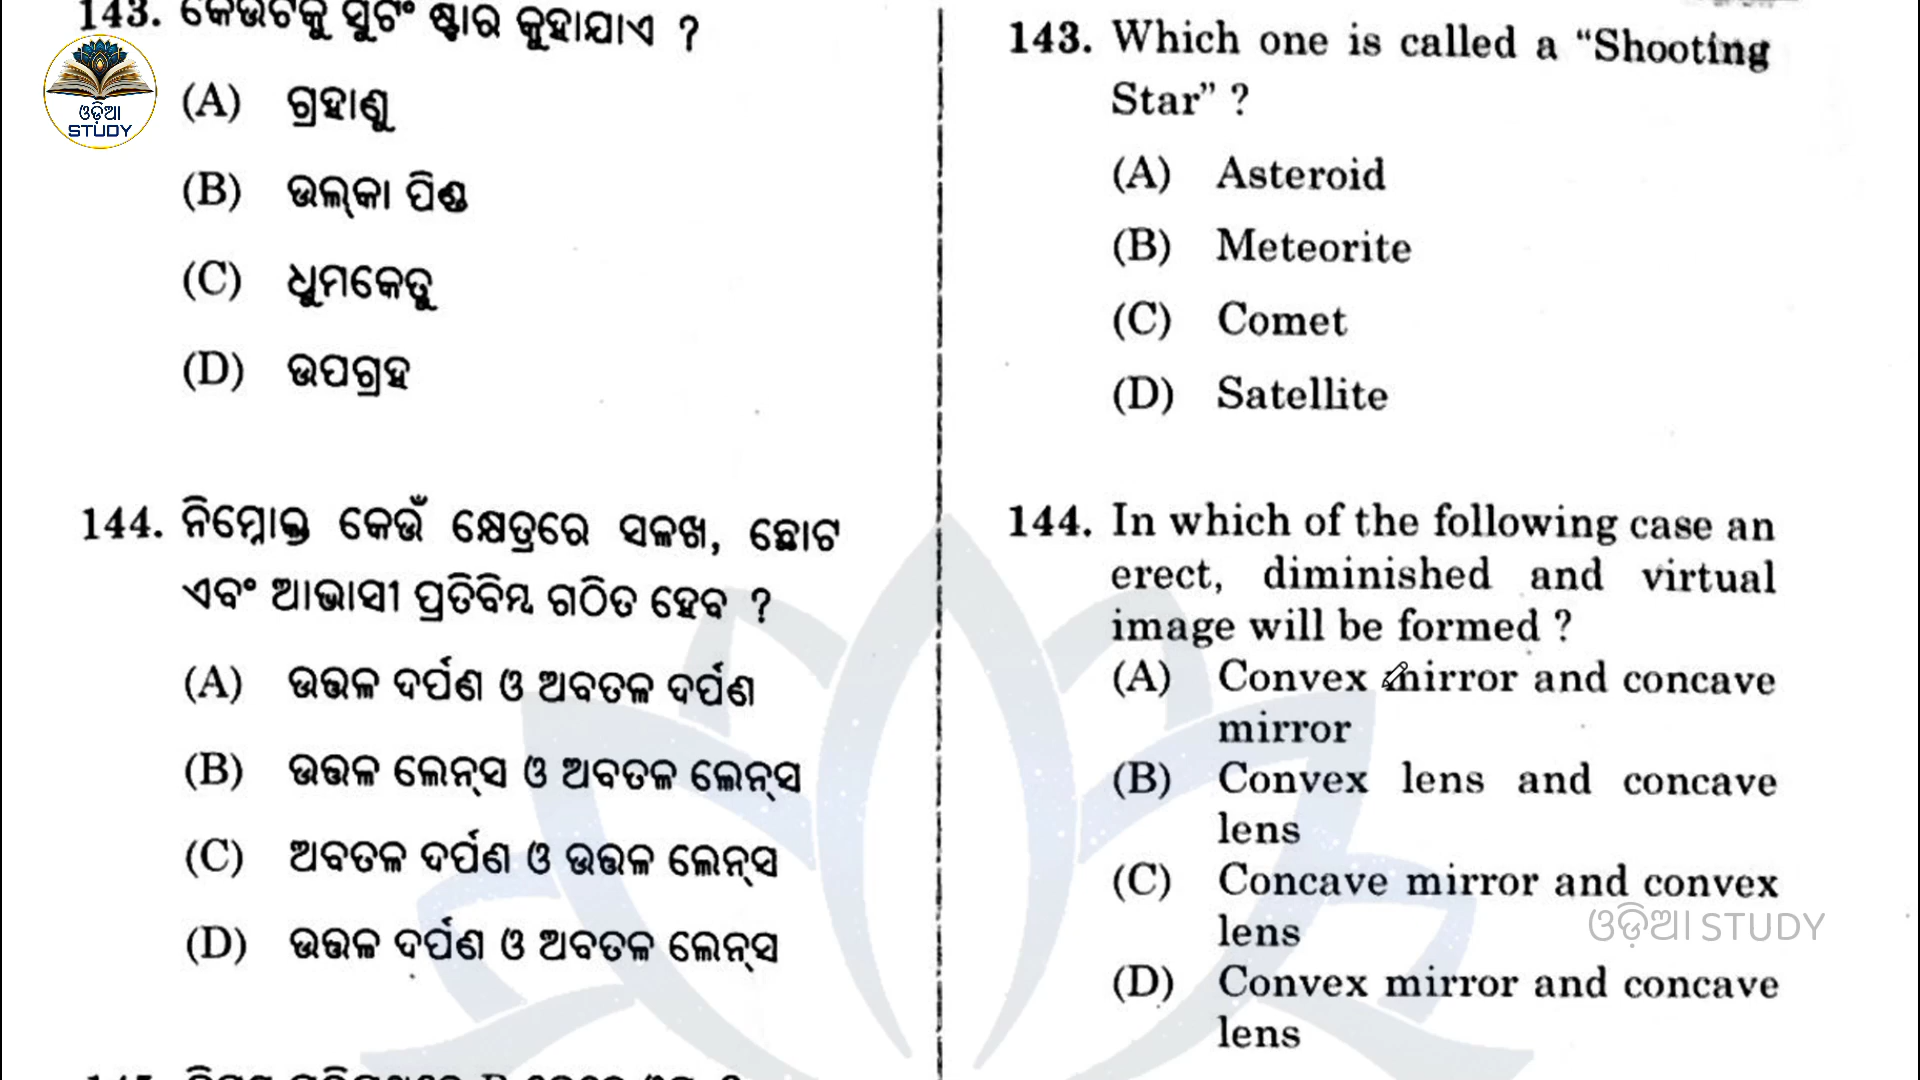 143. କେଉଟିକୁ ସୁଟିଂ ଷ୍ଟାର କୁହାଯାଏ ?
(A) ଗ୍ରହାଣୁ
(B) ଉଲ୍କା ପିଣ୍ଡ
(C) ଧୂମକେତୁ
(D) ଉପଗ୍ରହ
144. ନିମ୍ନୋକ୍ତ କେଉଁ କ୍ଷେତ୍ରରେ ସଳଖ, ଛୋଟ
ଏବଂ ଆଭାସୀ ପ୍ରତିବିମ୍ବ ଗଠିତ ହେବ ?
(A) ଉତ୍ତଳ ଦର୍ପଣ ଓ ଅବତଳ ଦର୍ପଣ
(B) ଉତ୍ତଳ ଲେନ୍ସ ଓ ଅବତଳ ଲେନ୍ସ
(C) ଅବତଳ ଦର୍ପଣ ଓ ଉତ୍ତଳ ଲେନ୍ସ
(D) ଉତ୍ତଳ ଦର୍ପଣ ଓ ଅବତଳ ଲେନ୍ସ
143. Which one is called a “Shooting
Star” ?
(A) Asteroid
(B) Meteorite
(C) Comet
(D) Satellite
144. In which of the following case an
erect, diminished and virtual
image will be formed ?
(A) Convex mirror and concave
mirror
(B) Convex lens and concave
lens
(C) Concave mirror and convex
lens
(D) Convex mirror and concave
lens
ଓଡ଼ିଆ
STUDY
ଓଡ଼ିଆ STUDY